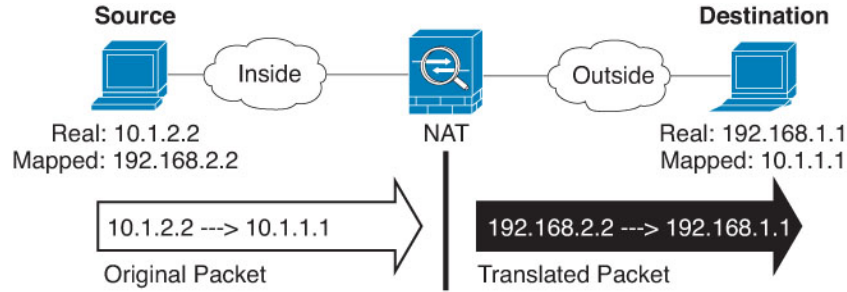 Source
Destination
Inside
Outside
Real: 10.1.2.2
Mapped: 192.168.2.2
NAT
Real: 192.168.1.1
Mapped: 10.1.1.1
10.1.2.2 ---> 10.1.1.1
192.168.2.2 ---> 192.168.1.1
Original Packet
Translated Packet